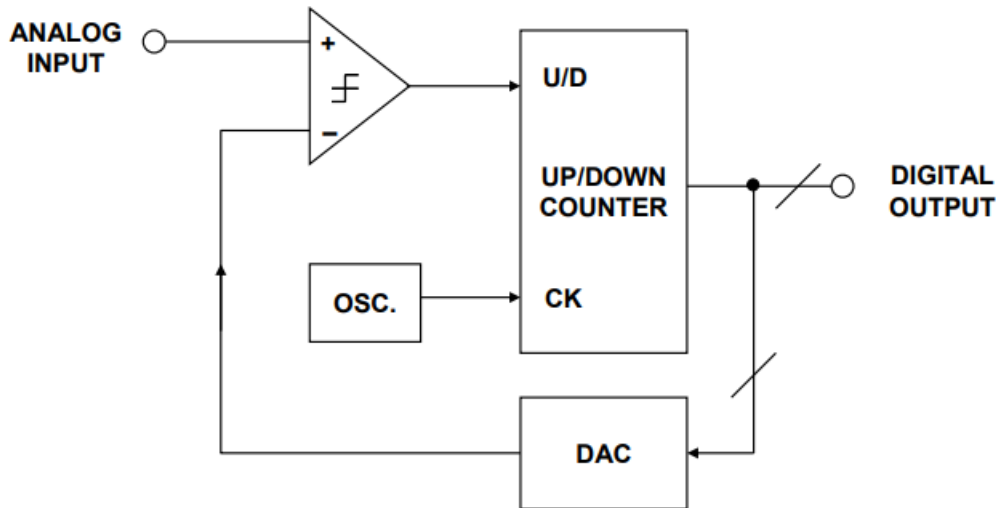 ANALOG
INPUT
+
−
U/D
UP/DOWN
COUNTER
CK
OSC.
DAC
DIGITAL
OUTPUT